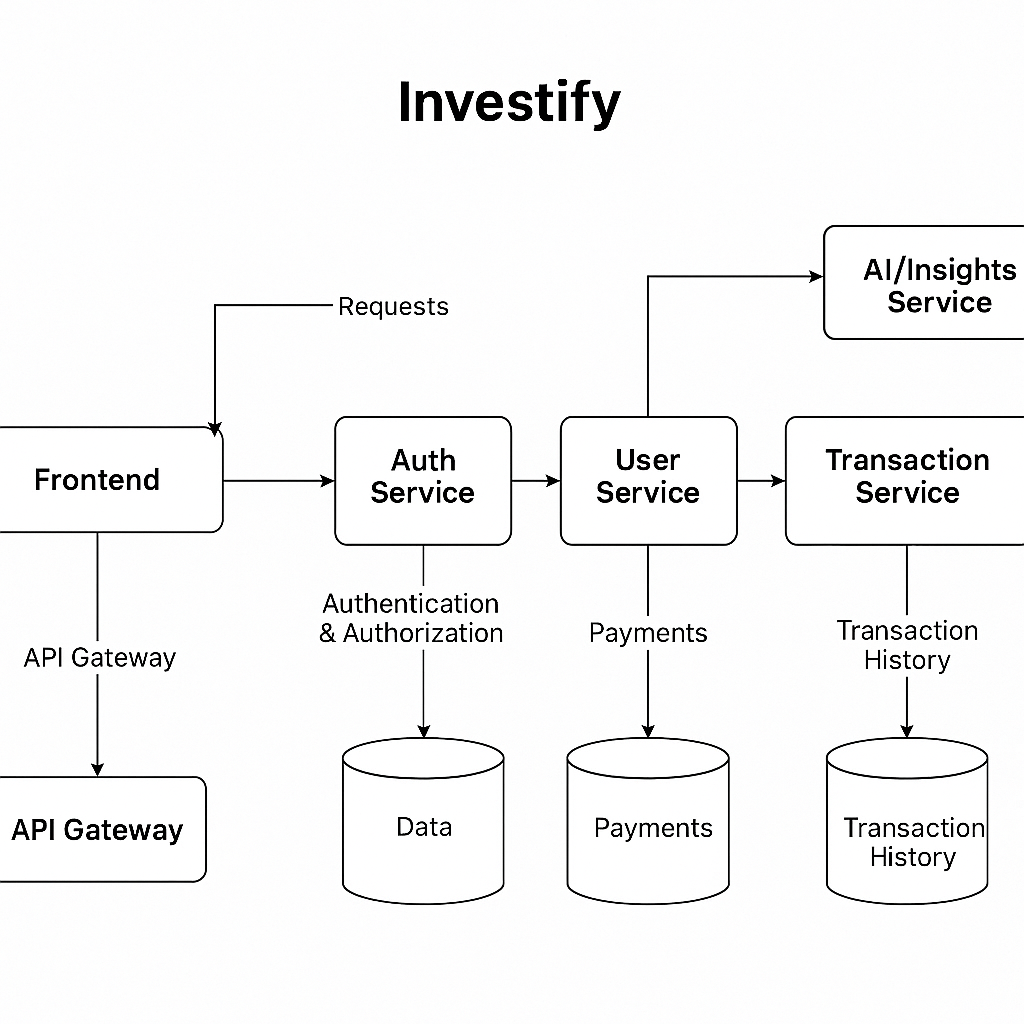 Investify
AI/Insights
Service
Requests
Frontend
Auth
Service
User
Service
Transaction
Service
Authentication
& Authorization
Payments
Transaction
History
API Gateway
API Gateway
Data
Payments
Transaction
History